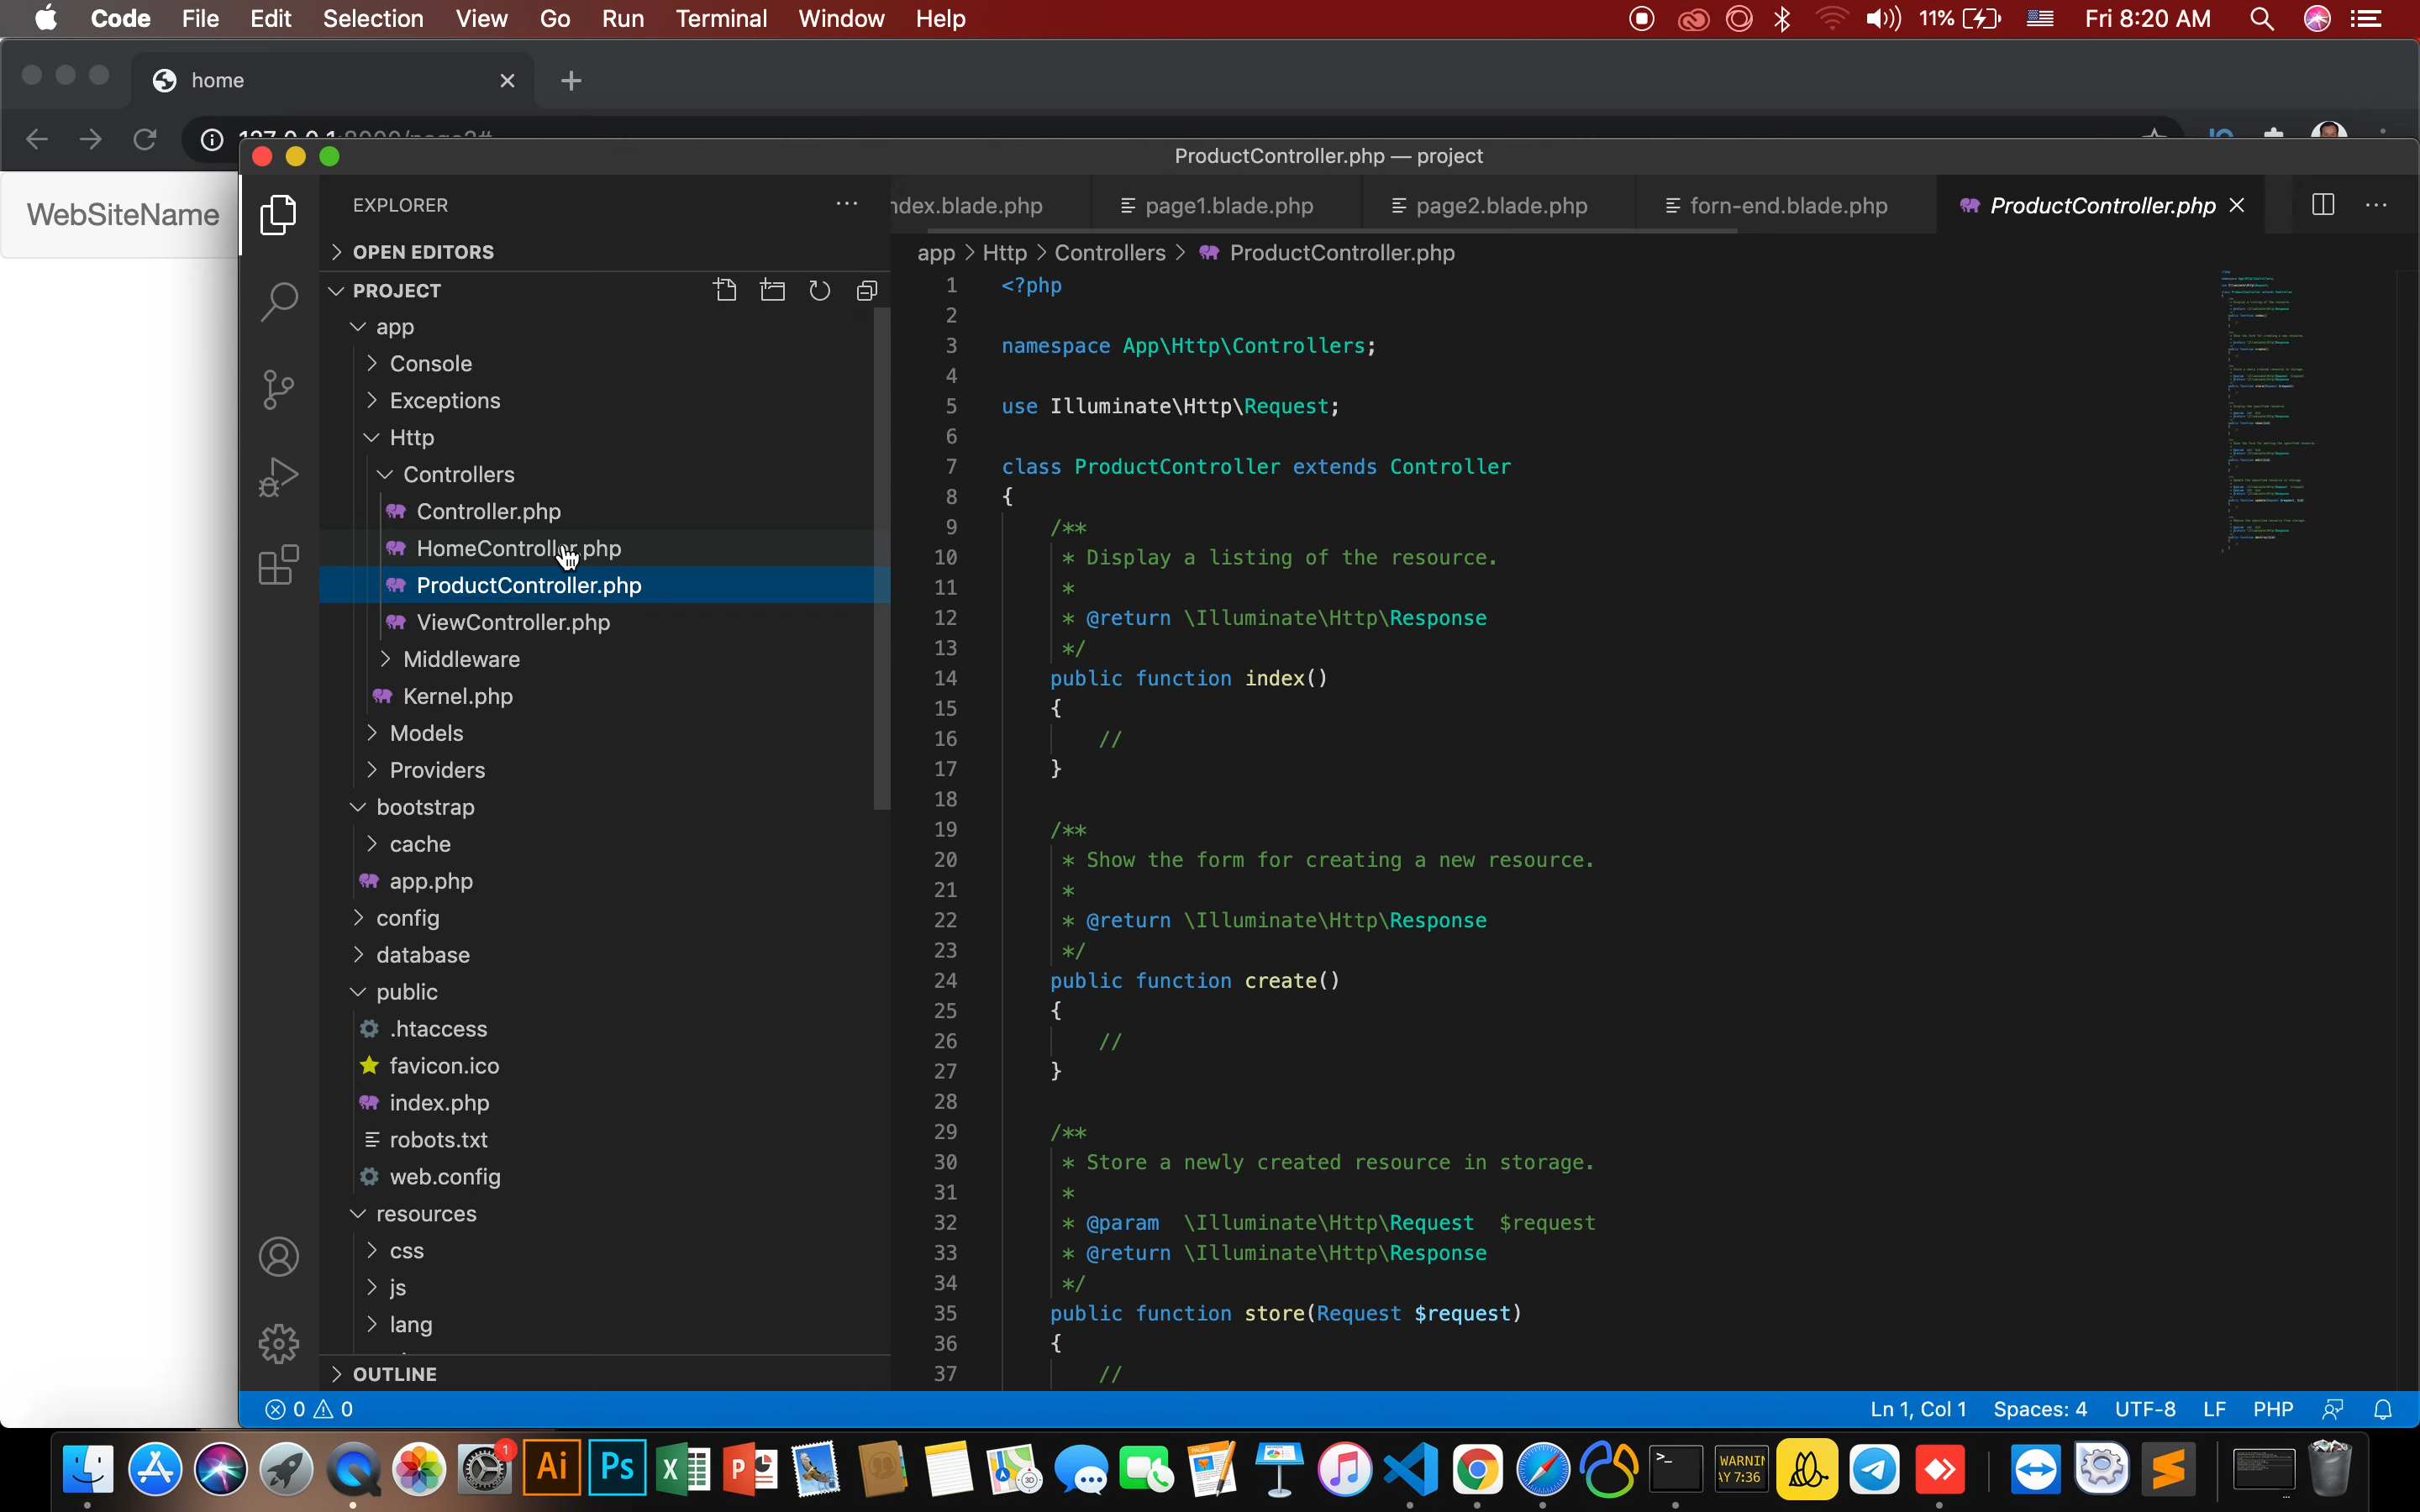 Code File Edit Selection View Go Run Terminal Window Help 11% Fri 8:20 AM
home
WebSiteName
ProductController.php — project
EXPLORER
OPEN EDITORS
PROJECT
app
Console
Exceptions
Http
Controllers
Controller.php
HomeController.php
ProductController.php
ViewController.php
Middleware
Kernel.php
Models
Providers
bootstrap
cache
app.php
config
database
public
.htaccess
favicon.ico
index.php
robots.txt
web.config
resources
css
js
lang
OUTLINE
ndex.blade.php page1.blade.php page2.blade.php forn-end.blade.php ProductController.php
app > Http > Controllers > ProductController.php
1 <?php
2
3 namespace App\Http\Controllers;
4
5 use Illuminate\Http\Request;
6
7 class ProductController extends Controller
8 {
9 /**
10 * Display a listing of the resource.
11 *
12 * @return \Illuminate\Http\Response
13 */
14 public function index()
15 {
16 //
17 }
18
19 /**
20 * Show the form for creating a new resource.
21 *
22 * @return \Illuminate\Http\Response
23 */
24 public function create()
25 {
26 //
27 }
28
29 /**
30 * Store a newly created resource in storage.
31 *
32 * @param \Illuminate\Http\Request $request
33 * @return \Illuminate\Http\Response
34 */
35 public function store(Request $request)
36 {
37 //
0 0 Ln 1, Col 1 Spaces: 4 UTF-8 LF PHP
1 Ai Ps X P PAGES 3D >_ WARNIN
AY 7:36